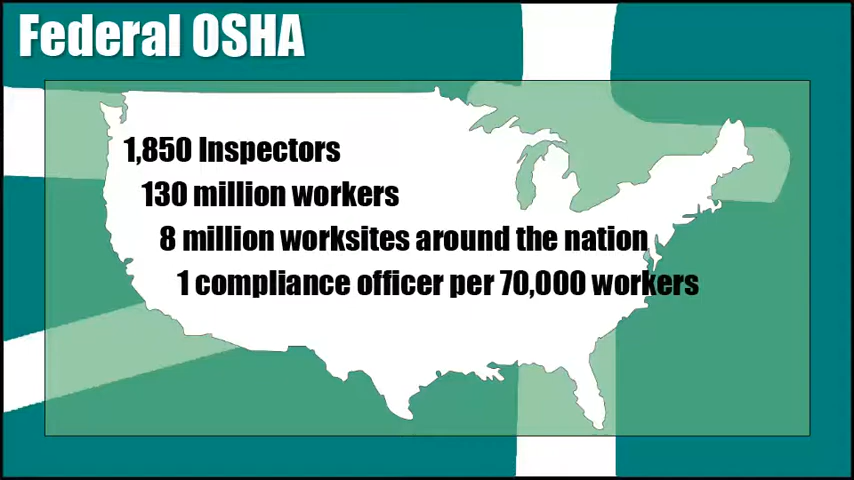 Federal OSHA
1,850 Inspectors
130 million workers
8 million worksites around the nation
1 compliance officer per 70,000 workers